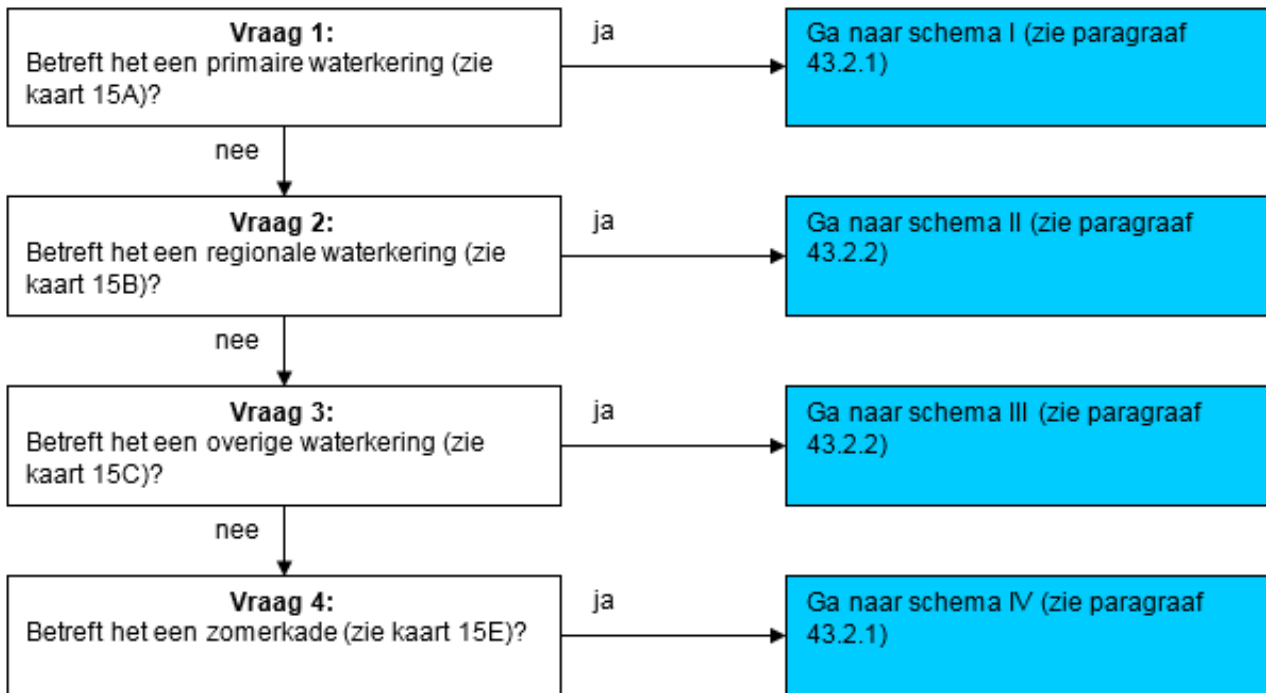 Vraag 1:
Betreft het een primaire waterkering (zie
kaart 15A)?
ja
Ga naar schema I (zie paragraaf
43.2.1)
nee
Vraag 2:
Betreft het een regionale waterkering (zie
kaart 15B)?
ja
Ga naar schema II (zie paragraaf
43.2.2)
nee
Vraag 3:
Betreft het een overige waterkering (zie
kaart 15C)?
ja
Ga naar schema III (zie paragraaf
43.2.2)
nee
Vraag 4:
Betreft het een zomerkade (zie kaart 15E)?
ja
Ga naar schema IV (zie paragraaf
43.2.1)